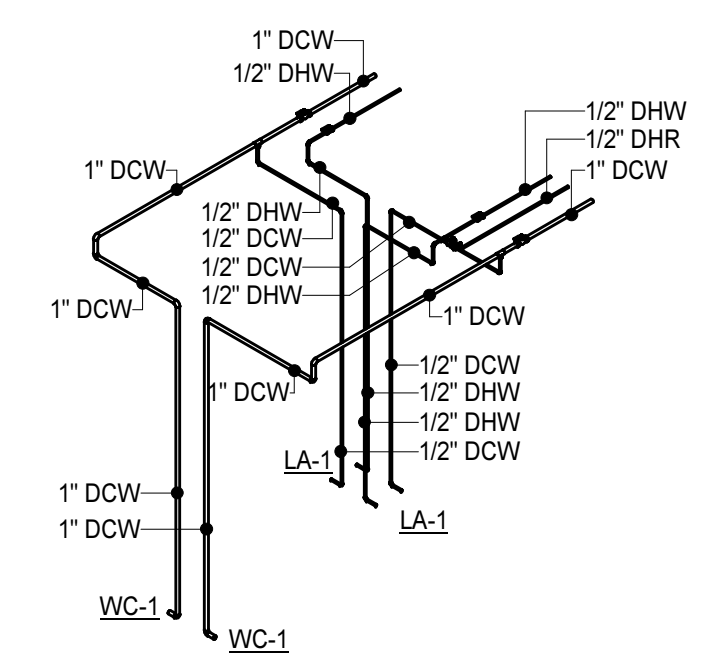 1" DCW
1/2" DHW
1/2" DHW
1/2" DHR
1" DCW
1" DCW
1/2" DHW
1/2" DCW
1/2" DCW
1/2" DHW
1" DCW
1" DCW
1" DCW
1/2" DCW
1/2" DHW
1/2" DHW
1/2" DCW
LA-1
1" DCW
1" DCW
LA-1
WC-1
WC-1